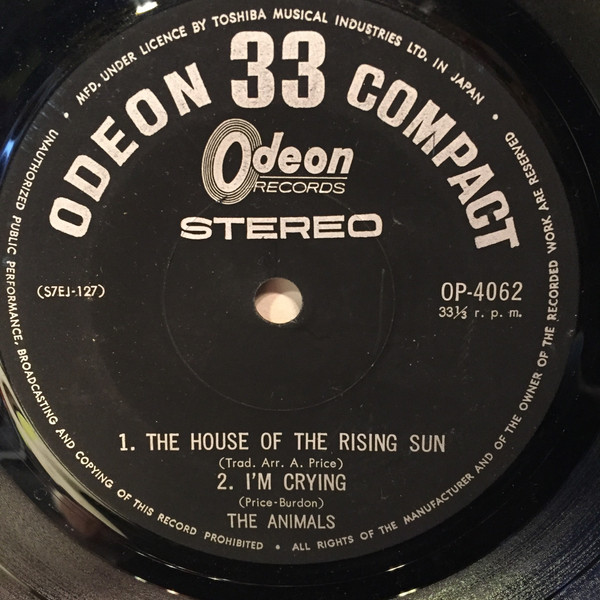 MFD. UNDER LICENCE BY TOSHIBA MUSICAL INDUSTRIES LTD. IN JAPAN
ODEON 33 COMPACT
Odeon
RECORDS
STEREO
(S7EJ-127)
OP-4062
33⅓ r. p. m.
1. THE HOUSE OF THE RISING SUN
(Trad. Arr. A. Price)
2. I'M CRYING
(Price-Burdon)
THE ANIMALS
UNAUTHORIZED PUBLIC PERFORMANCE, BROADCASTING AND COPYING OF THIS RECORD PROHIBITED • ALL RIGHTS OF THE MANUFACTURER AND OF THE OWNER OF THE RECORDED WORK ARE RESERVED